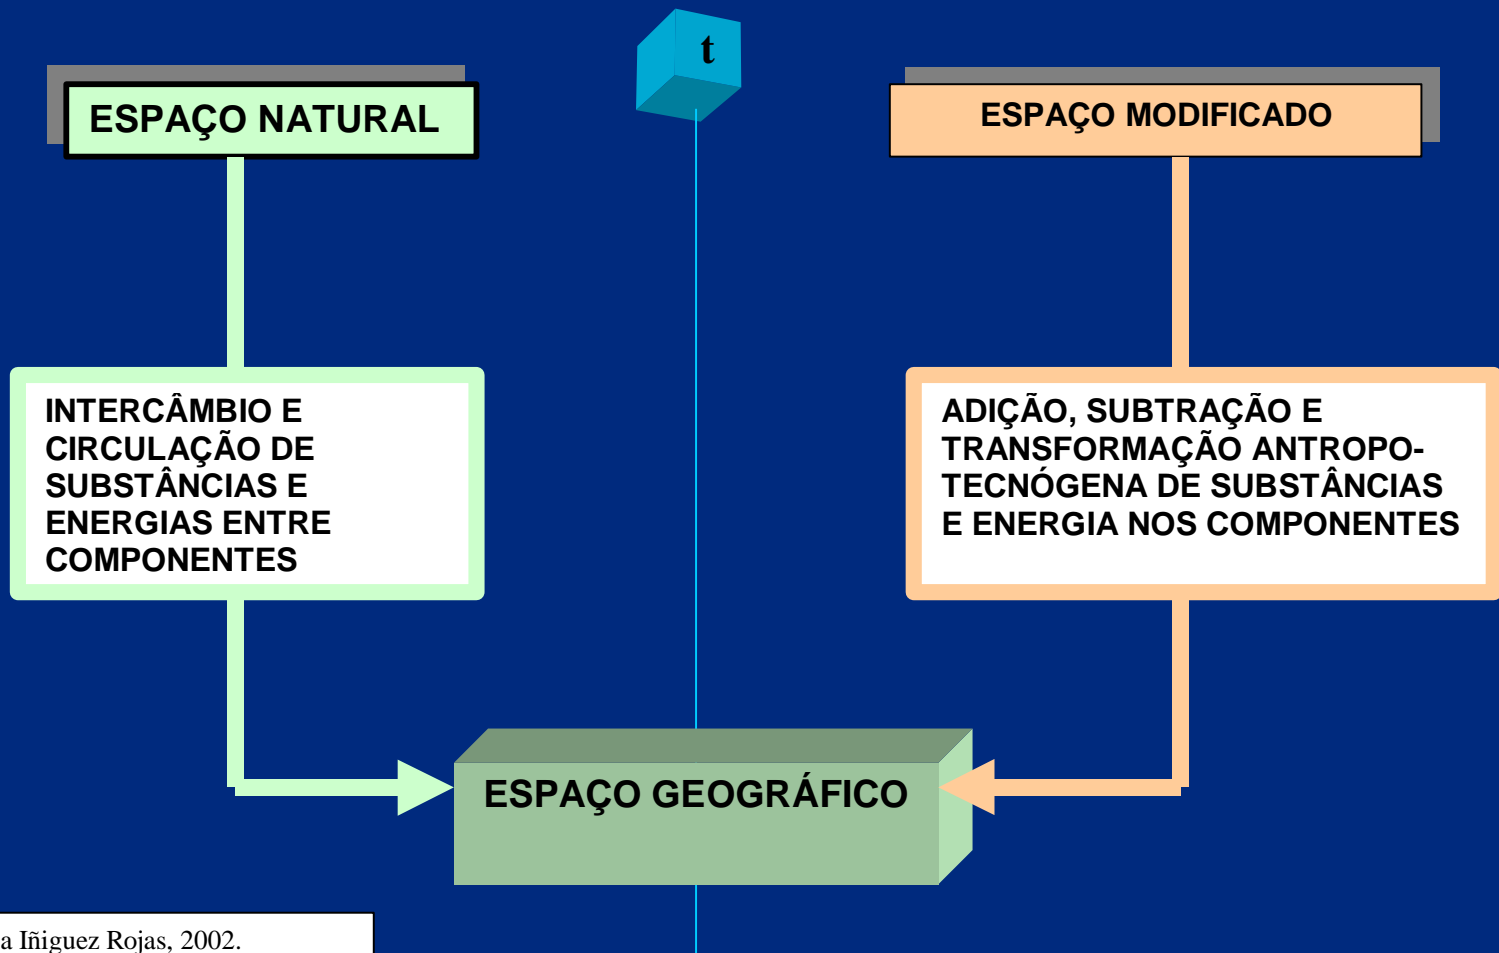 t
ESPAÇO NATURAL
ESPAÇO MODIFICADO
INTERCÂMBIO E
CIRCULAÇÃO DE
SUBSTÂNCIAS E
ENERGIAS ENTRE
COMPONENTES
ADIÇÃO, SUBTRAÇÃO E
TRANSFORMAÇÃO ANTROPO-
TECNÓGENA DE SUBSTÂNCIAS
E ENERGIA NOS COMPONENTES
ESPAÇO GEOGRÁFICO
a Iñiguez Rojas, 2002.